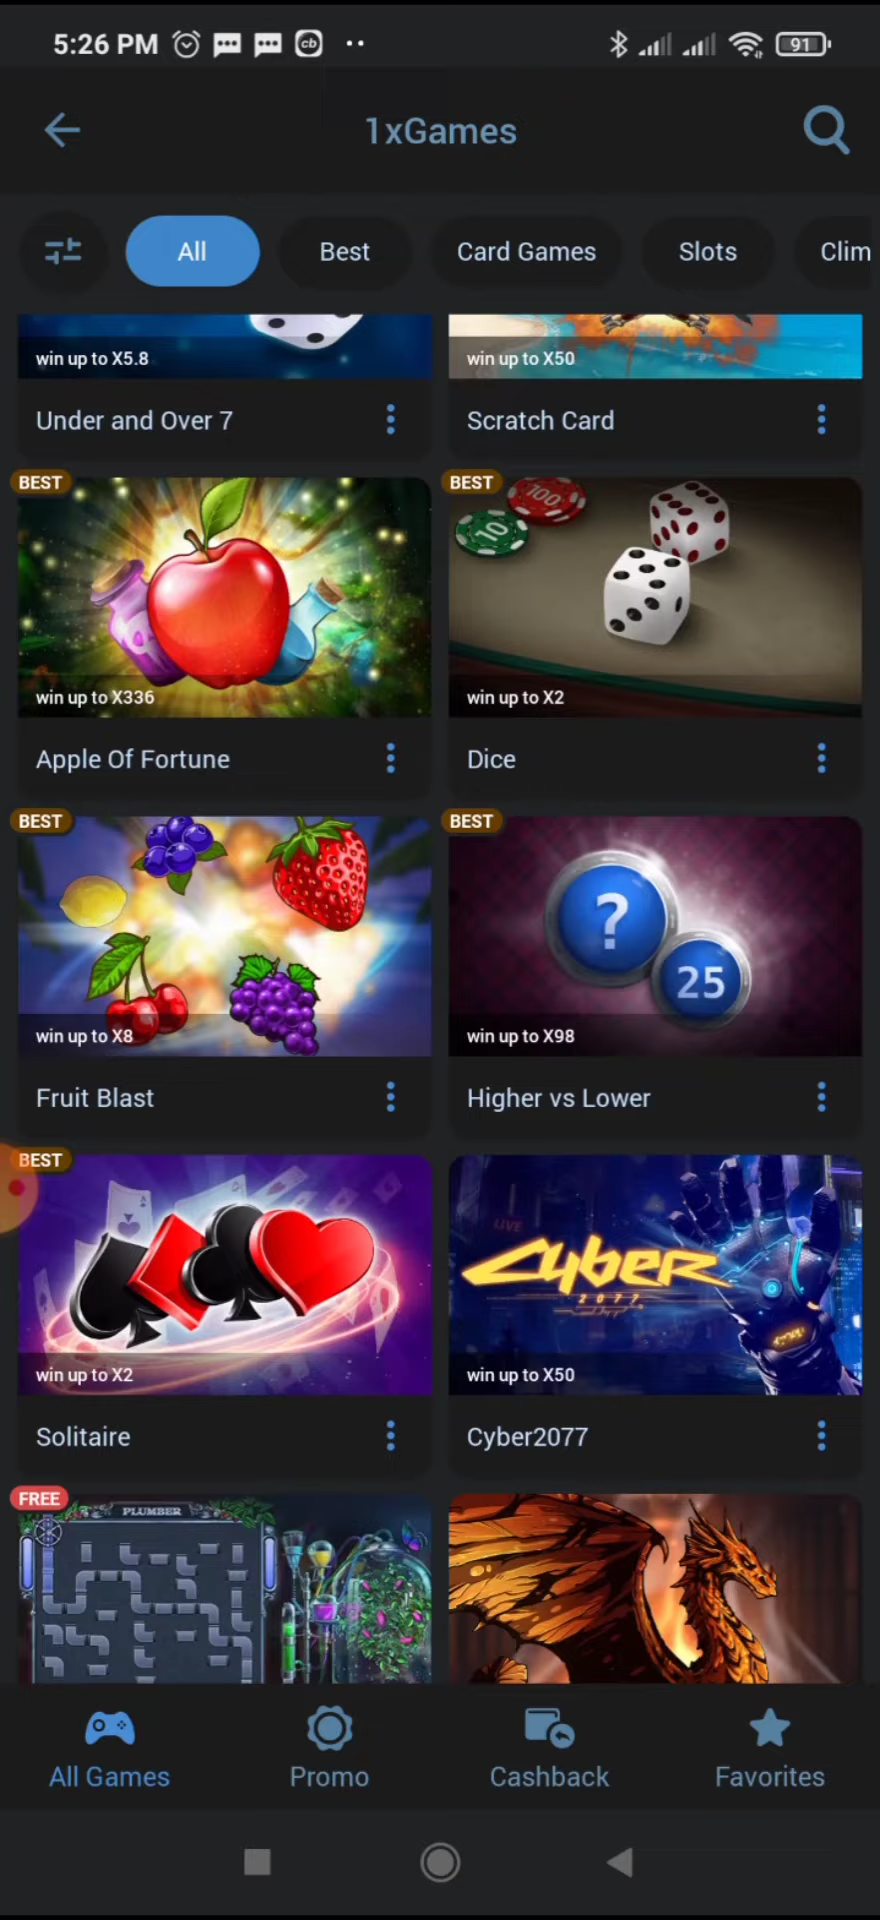 5:26 PM
cb
91
1xGames
All
Best
Card Games
Slots
Clim
win up to X5.8
win up to X50
Under and Over 7
Scratch Card
BEST
BEST
100
10
win up to X336
win up to X2
Apple Of Fortune
Dice
BEST
BEST
?
25
win up to X8
win up to X98
Fruit Blast
Higher vs Lower
BEST
A
LIVE
Cyber
2077
win up to X2
win up to X50
Solitaire
Cyber2077
FREE
PLUMBER
All Games
Promo
Cashback
Favorites